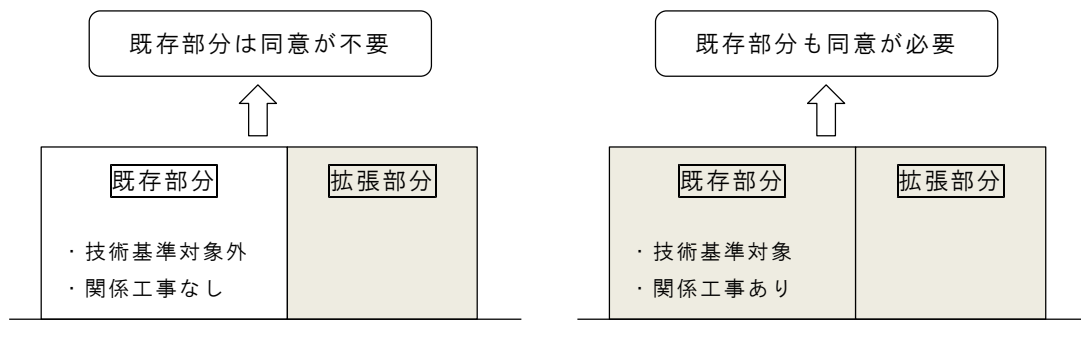 既存部分は同意が不要
既存部分
拡張部分
・技術基準対象外
・関係工事なし
既存部分も同意が必要
既存部分
拡張部分
・技術基準対象
・関係工事あり